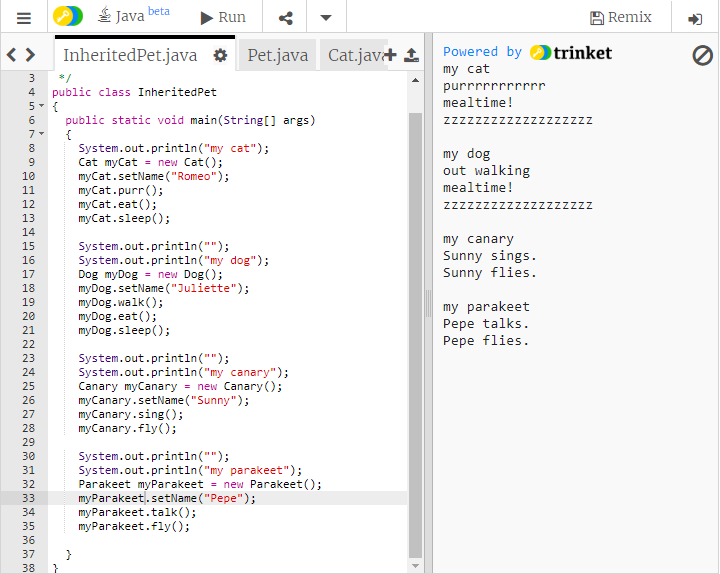 Java beta Run Remix
InheritedPet.java Pet.java Cat.java
3 */
4 public class InheritedPet
5 {
6 public static void main(String[] args)
7 {
8 System.out.println("my cat");
9 Cat myCat = new Cat();
10 myCat.setName("Romeo");
11 myCat.purr();
12 myCat.eat();
13 myCat.sleep();
14
15 System.out.println("");
16 System.out.println("my dog");
17 Dog myDog = new Dog();
18 myDog.setName("Juliette");
19 myDog.walk();
20 myDog.eat();
21 myDog.sleep();
22
23 System.out.println("");
24 System.out.println("my canary");
25 Canary myCanary = new Canary();
26 myCanary.setName("Sunny");
27 myCanary.sing();
28 myCanary.fly();
29
30 System.out.println("");
31 System.out.println("my parakeet");
32 Parakeet myParakeet = new Parakeet();
33 myParakeet.setName("Pepe");
34 myParakeet.talk();
35 myParakeet.fly();
36
37 }
38 }
Powered by trinket
my cat
purrrrrrrrrrr
mealtime!
zzzzzzzzzzzzzzzzzzz
my dog
out walking
mealtime!
zzzzzzzzzzzzzzzzzzz
my canary
Sunny sings.
Sunny flies.
my parakeet
Pepe talks.
Pepe flies.